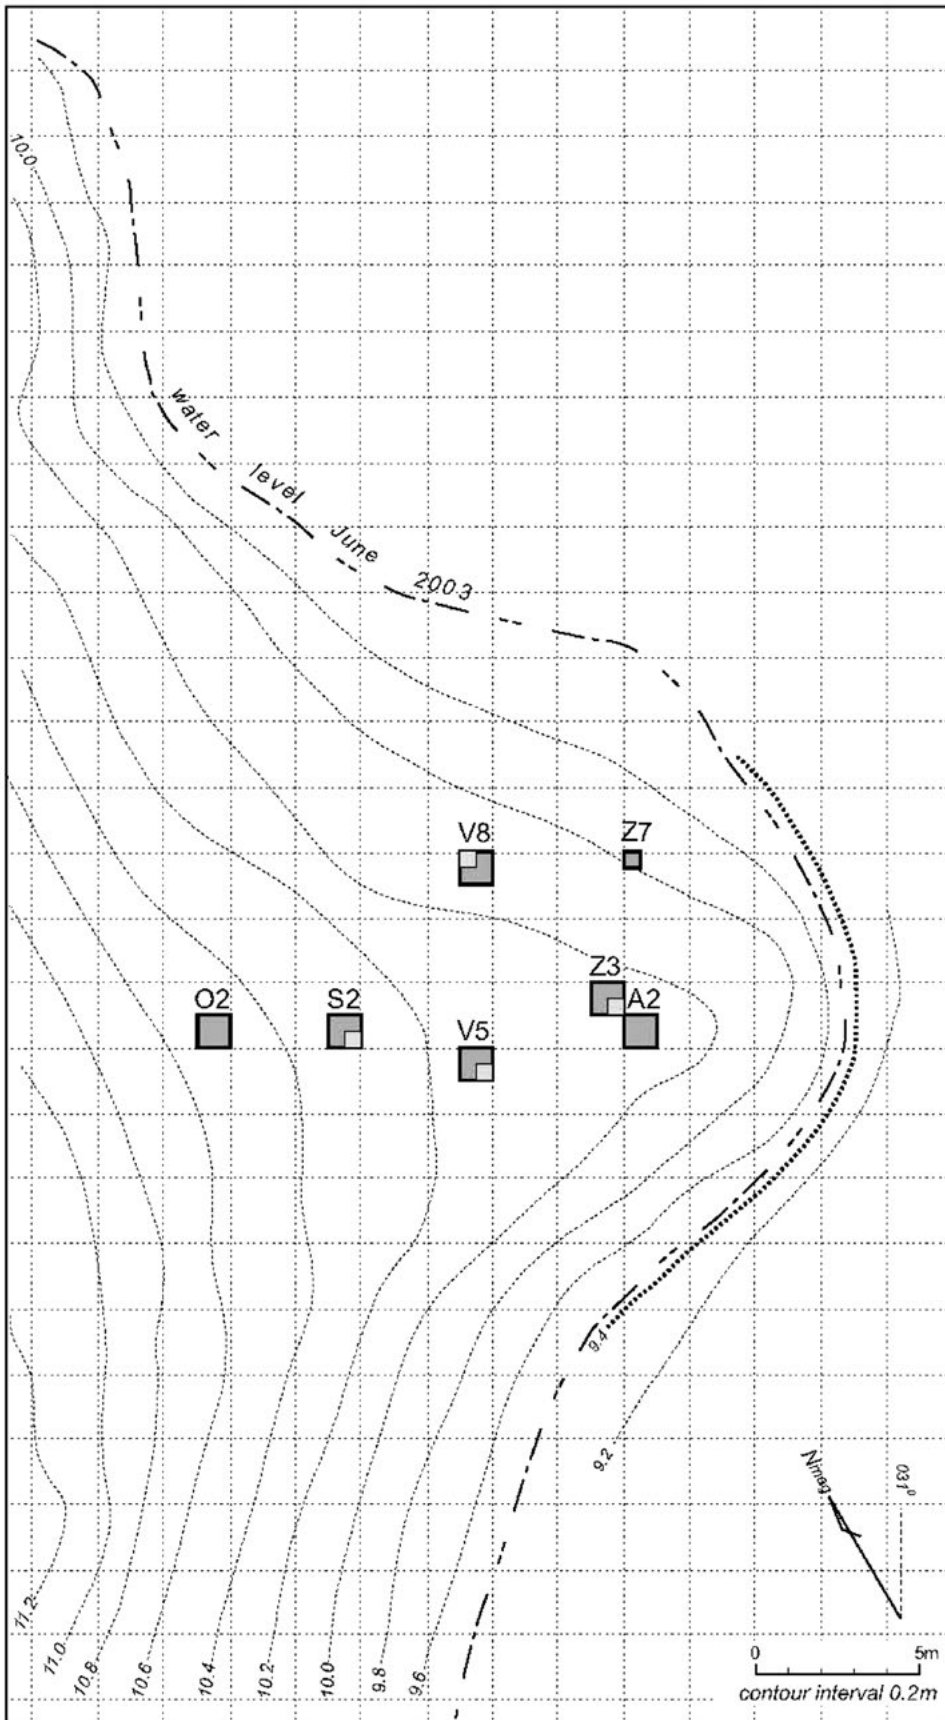 10.0
water
level
June
2003
V8
Z7
Z3
O2
S2
A2
V5
9.4
9.2
Nmag
031⁰
11.2
11.0
10.8
10.6
10.4
10.2
10.0
9.8
9.6
0 5m
contour interval 0.2m